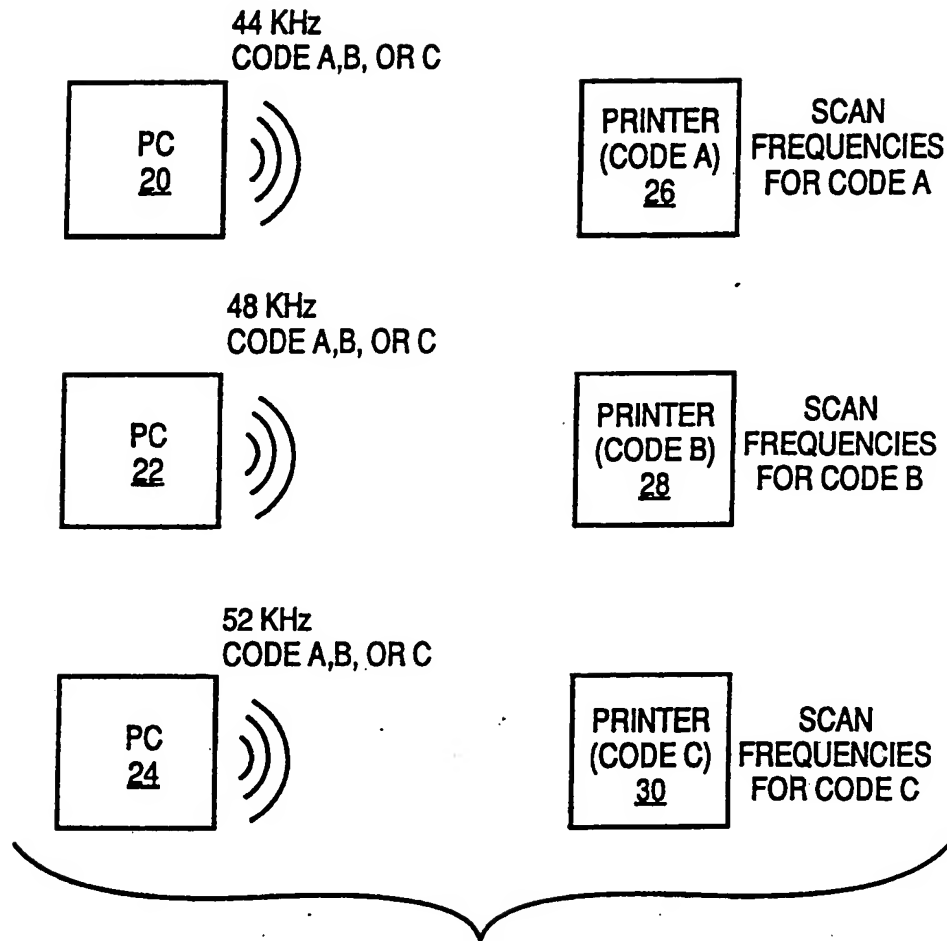 44 KHz
CODE A,B, OR C
PC
20
PRINTER
(CODE A)
26
SCAN
FREQUENCIES
FOR CODE A
48 KHz
CODE A,B, OR C
PC
22
PRINTER
(CODE B)
28
SCAN
FREQUENCIES
FOR CODE B
52 KHz
CODE A,B, OR C
PC
24
PRINTER
(CODE C)
30
SCAN
FREQUENCIES
FOR CODE C